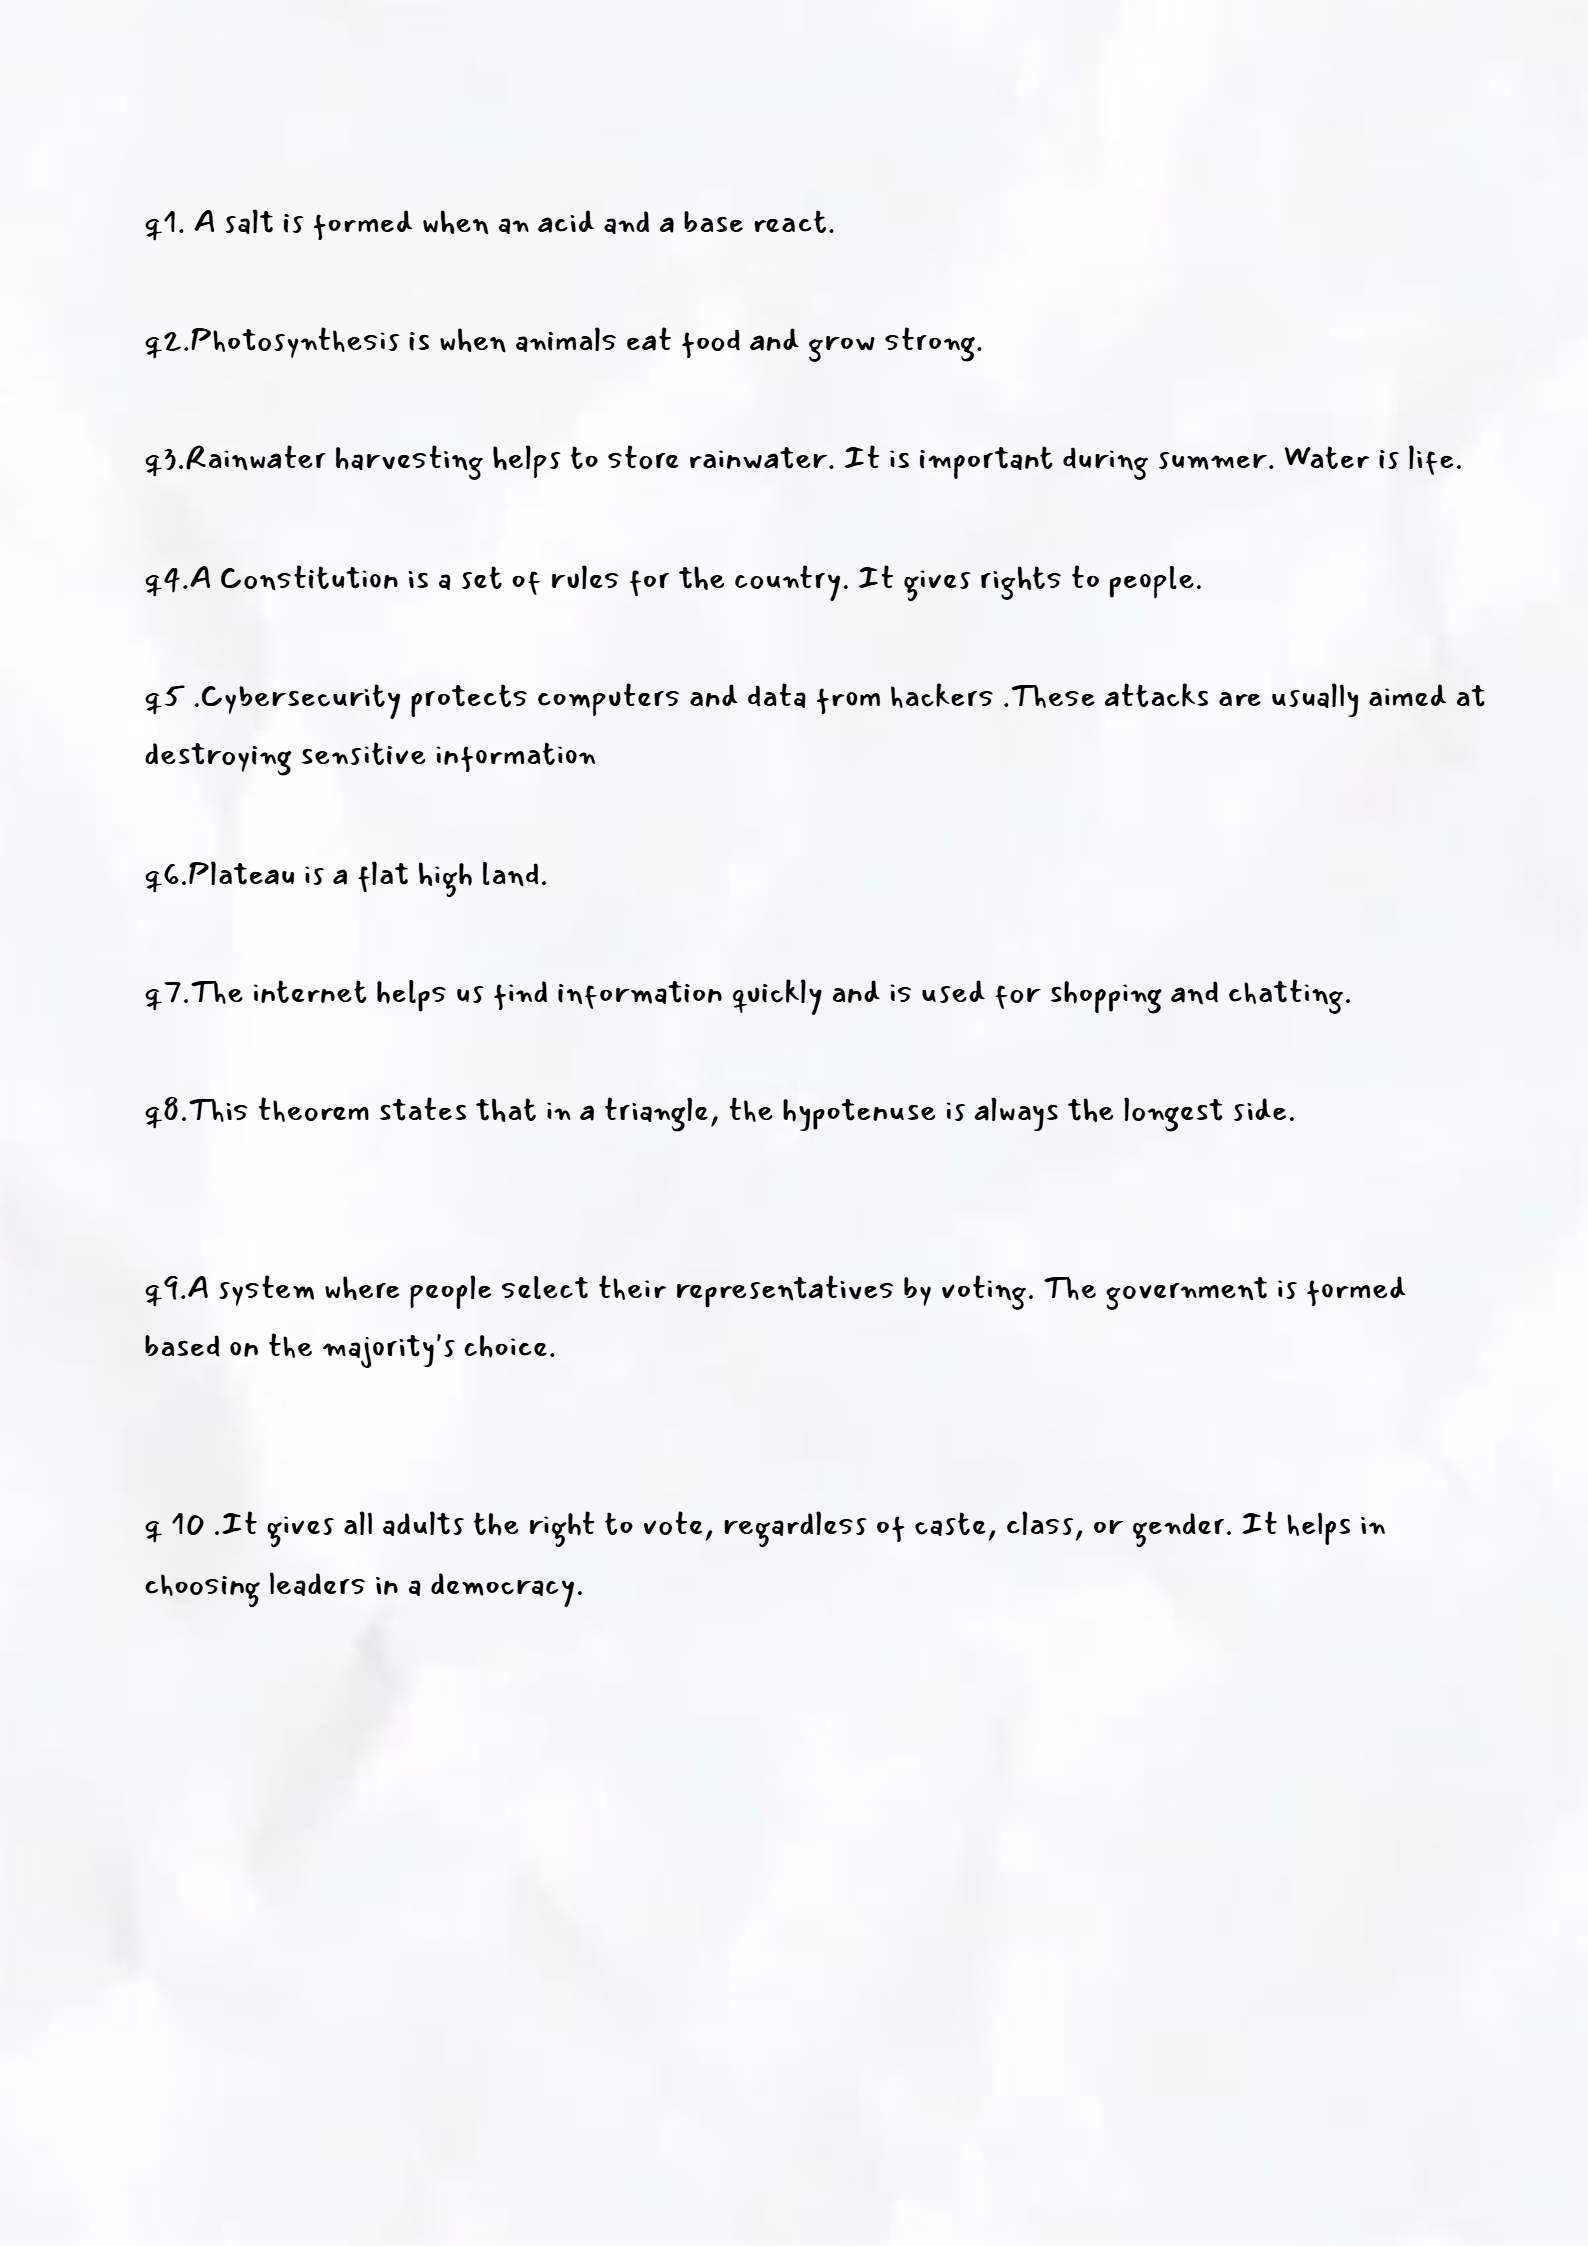 q1. A salt is formed when an acid and a base react.
q2.Photosynthesis is when animals eat food and grow strong.
q3.Rainwater harvesting helps to store rainwater. It is important during summer. Water is life.
q4.A Constitution is a set of rules for the country. It gives rights to people.
q5 .Cybersecurity protects computers and data from hackers .These attacks are usually aimed at
destroying sensitive information
q6.Plateau is a flat high land.
q7.The internet helps us find information quickly and is used for shopping and chatting.
q8.This theorem states that in a triangle, the hypotenuse is always the longest side.
q9.A system where people select their representatives by voting. The government is formed
based on the majority's choice.
q 10 .It gives all adults the right to vote, regardless of caste, class, or gender. It helps in
choosing leaders in a democracy.